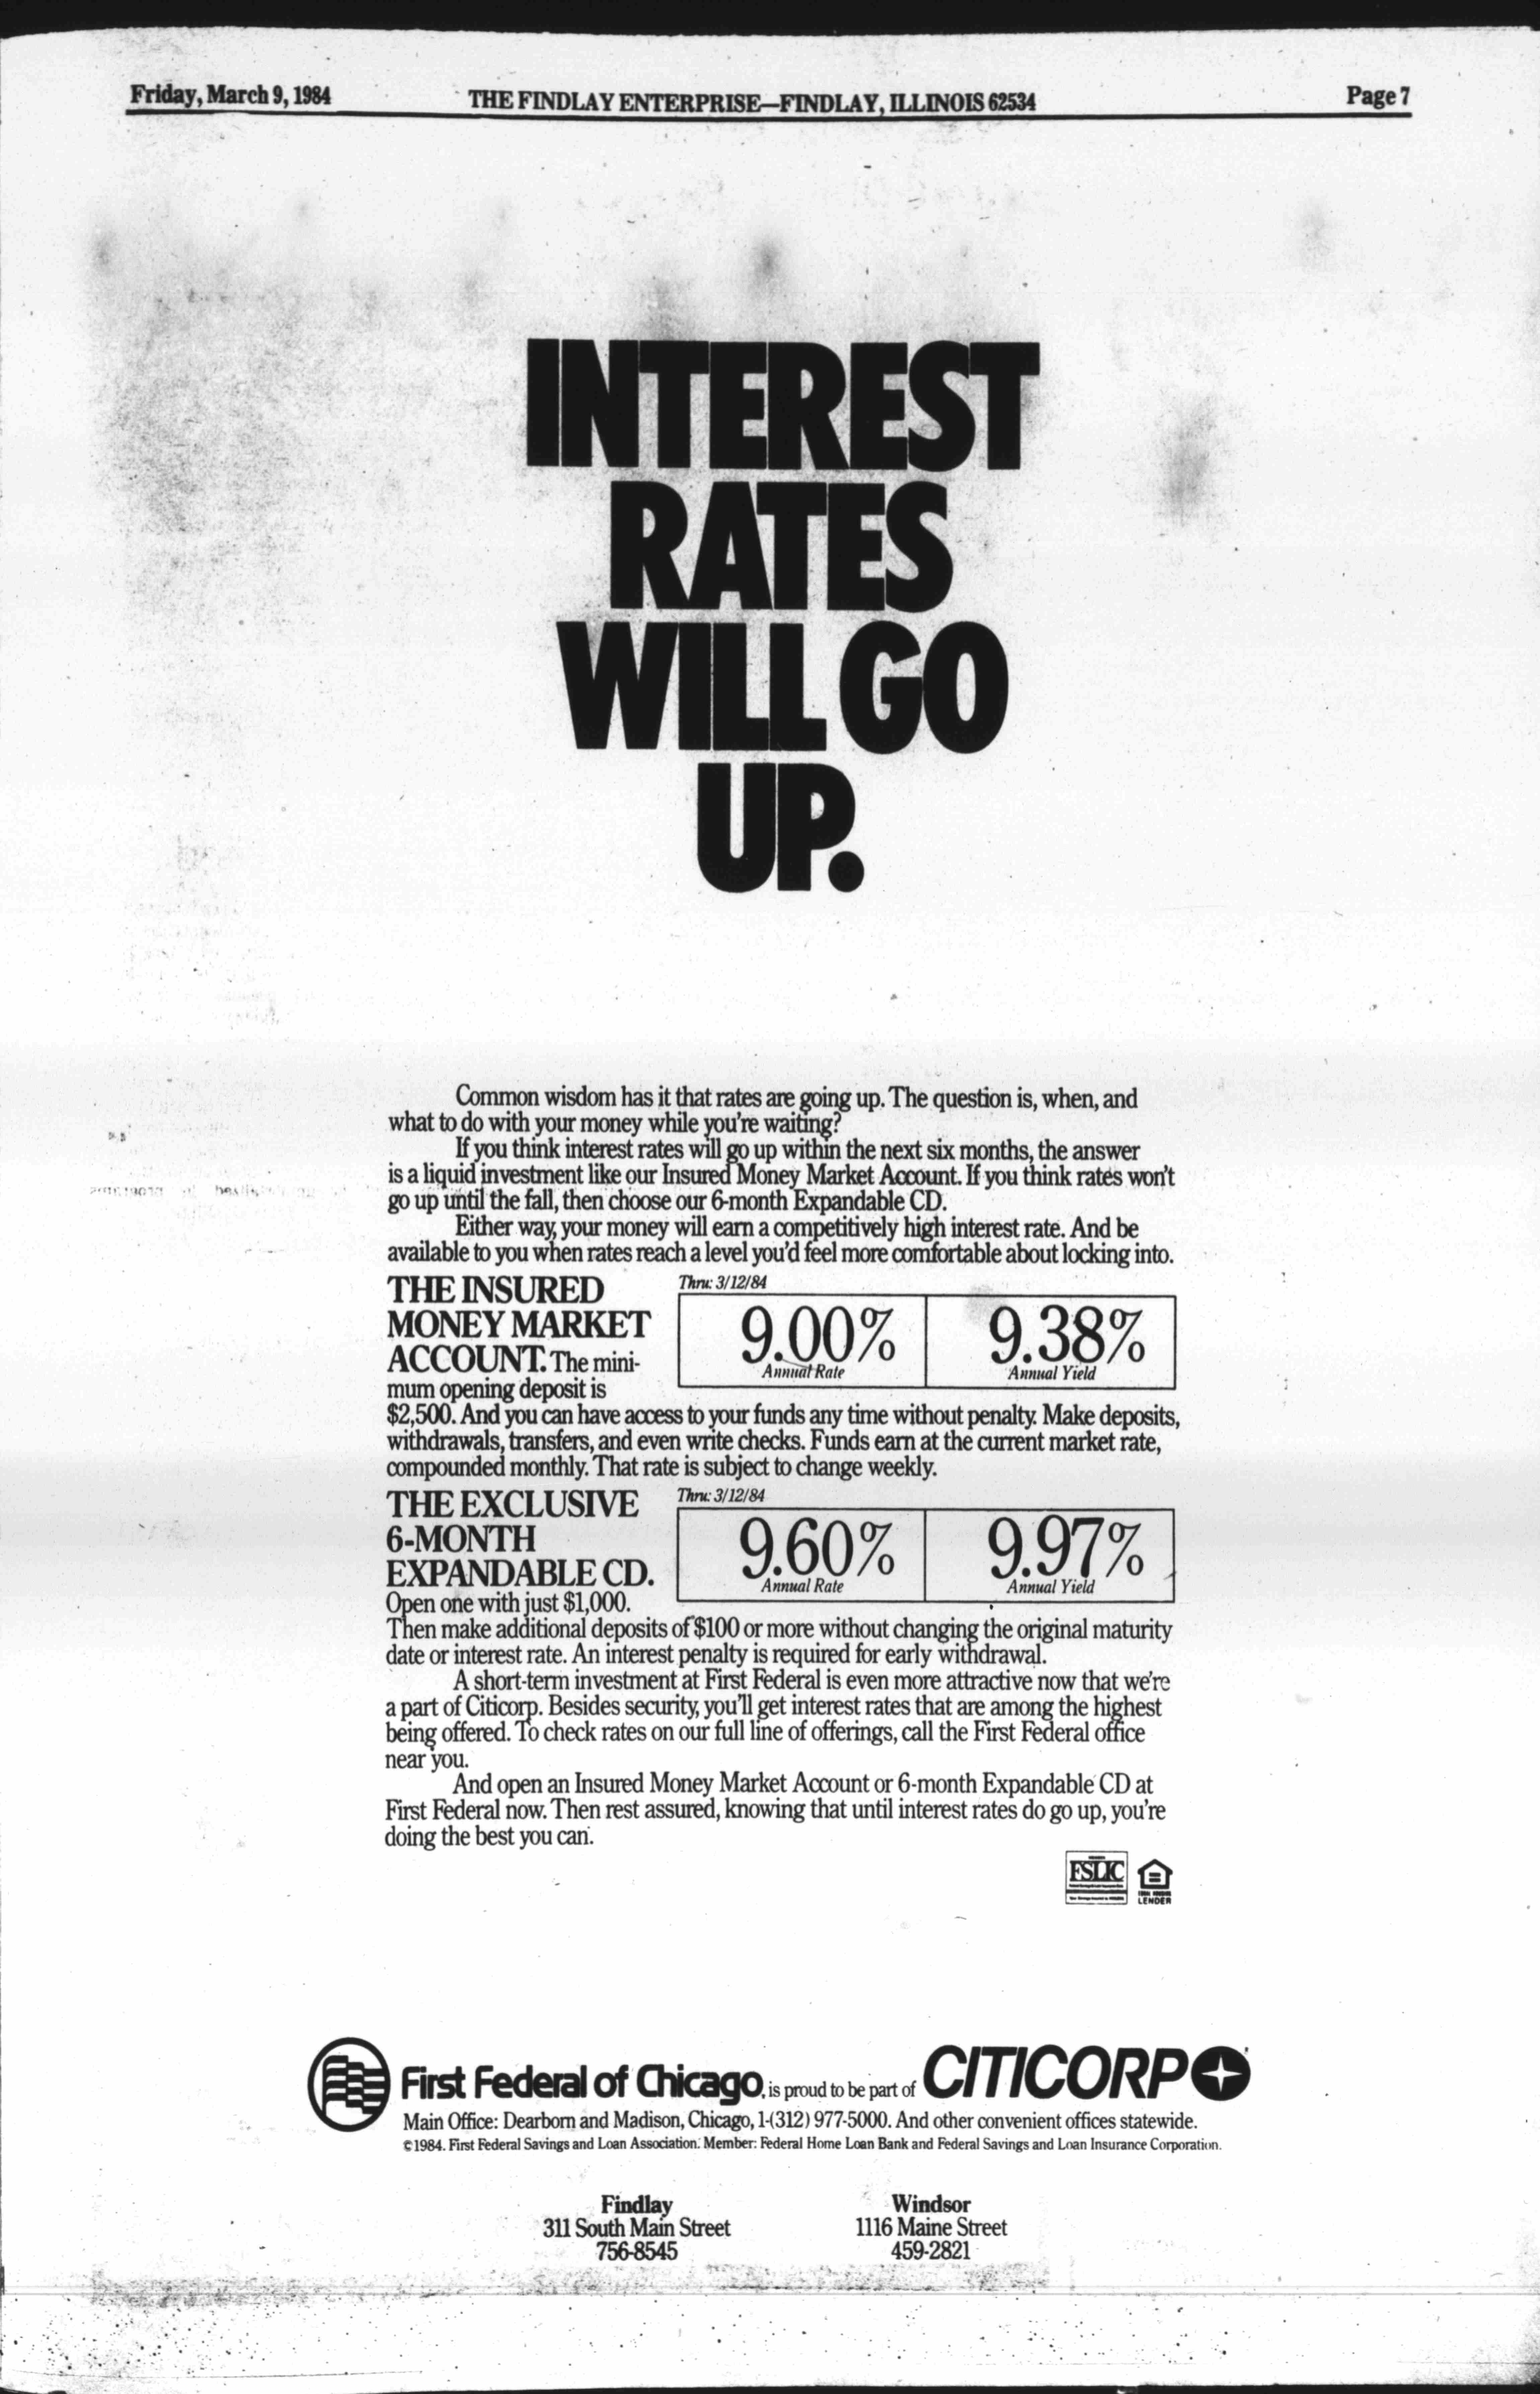 Friday, March 9, 1984
THE FINDLAY ENTERPRISE—FINDLAY, ILLINOIS 62534
Page 7
INTEREST
RATES
WILL GO
UP.
Common wisdom has it that rates are going up. The question is, when, and
what to do with your money while you're waiting?
If you think interest rates will go up within the next six months, the answer
is a liquid investment like our Insured Money Market Account. If you think rates won't
go up until the fall, then choose our 6-month Expandable CD.
Either way, your money will earn a competitively high interest rate. And be
available to you when rates reach a level you'd feel more comfortable about locking into.
THE INSURED
MONEY MARKET
ACCOUNT. The mini-
mum opening deposit is
Thru: 3/12/84
9.00%
Annual Rate
9.38%
Annual Yield
$2,500. And you can have access to your funds any time without penalty. Make deposits,
withdrawals, transfers, and even write checks. Funds earn at the current market rate,
compounded monthly. That rate is subject to change weekly.
THE EXCLUSIVE
6-MONTH
EXPANDABLE CD.
Open one with just $1,000.
Thru: 3/12/84
9.60%
Annual Rate
9.97%
Annual Yield
Then make additional deposits of $100 or more without changing the original maturity
date or interest rate. An interest penalty is required for early withdrawal.
A short-term investment at First Federal is even more attractive now that we're
a part of Citicorp. Besides security, you'll get interest rates that are among the highest
being offered. To check rates on our full line of offerings, call the First Federal office
near you.
And open an Insured Money Market Account or 6-month Expandable CD at
First Federal now. Then rest assured, knowing that until interest rates do go up, you're
doing the best you can.
FSLIC
LENDER
First Federal of Chicago, is proud to be part of CITICORP
Main Office: Dearborn and Madison, Chicago, 1-(312) 977-5000. And other convenient offices statewide.
©1984. First Federal Savings and Loan Association. Member: Federal Home Loan Bank and Federal Savings and Loan Insurance Corporation.
Findlay
311 South Main Street
756-8545
Windsor
1116 Maine Street
459-2821